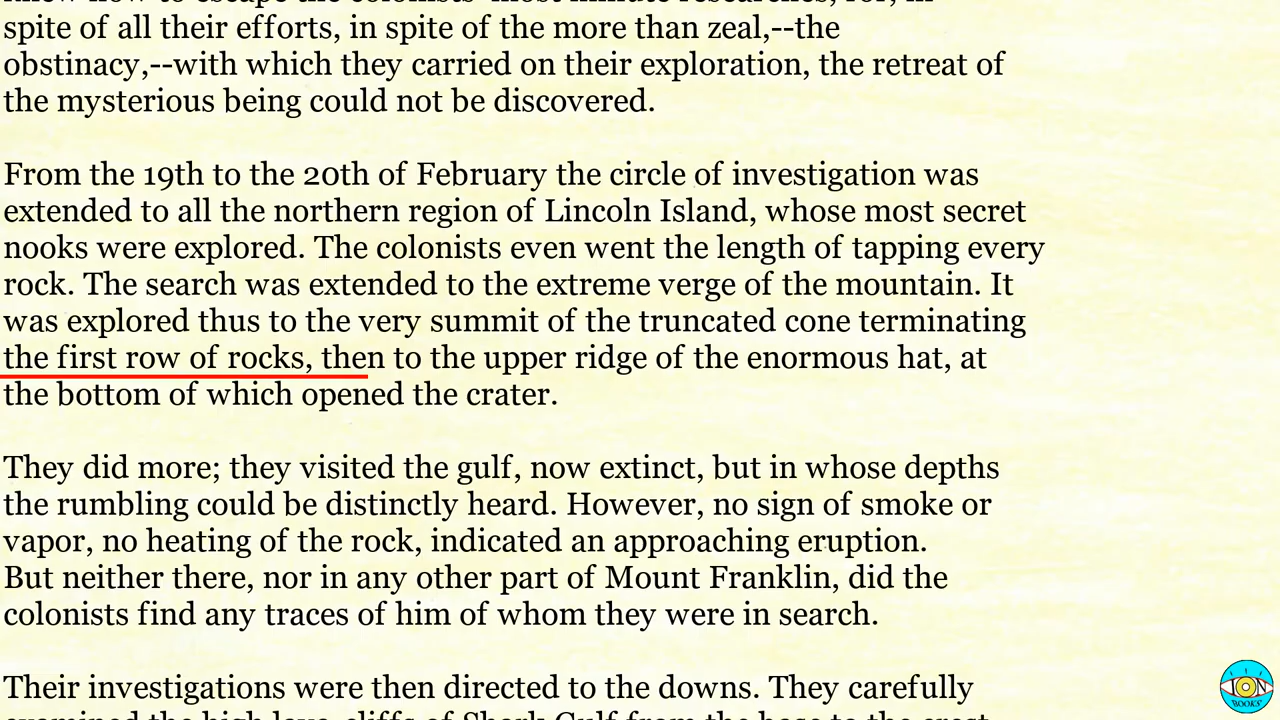 spite of all their efforts, in spite of the more than zeal,--the
obstinacy,--with which they carried on their exploration, the retreat of
the mysterious being could not be discovered.
From the 19th to the 20th of February the circle of investigation was
extended to all the northern region of Lincoln Island, whose most secret
nooks were explored. The colonists even went the length of tapping every
rock. The search was extended to the extreme verge of the mountain. It
was explored thus to the very summit of the truncated cone terminating
the first row of rocks, then to the upper ridge of the enormous hat, at
the bottom of which opened the crater.
They did more; they visited the gulf, now extinct, but in whose depths
the rumbling could be distinctly heard. However, no sign of smoke or
vapor, no heating of the rock, indicated an approaching eruption.
But neither there, nor in any other part of Mount Franklin, did the
colonists find any traces of him of whom they were in search.
Their investigations were then directed to the downs. They carefully
ION
BOOKS